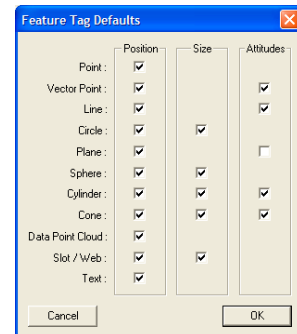 Feature Tag Defaults
Position Size Attitudes
Point :
Vector Point :
Line :
Circle :
Plane :
Sphere :
Cylinder :
Cone :
Data Point Cloud :
Slot / Web :
Text :
Cancel OK